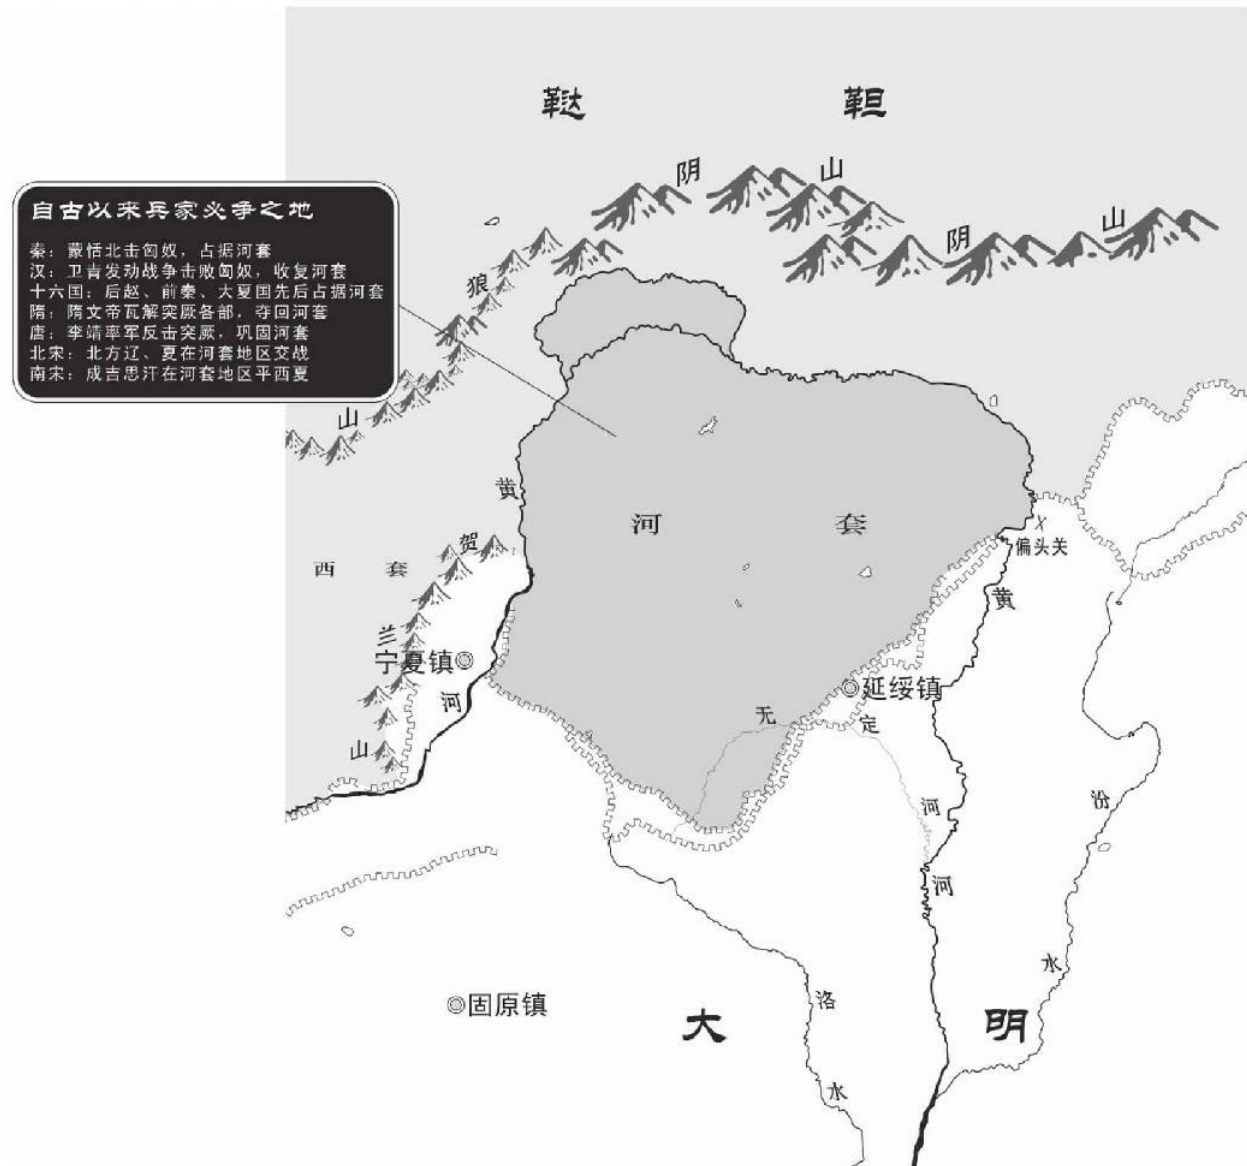 鞑 靼
阴 山
阴 山
自古以来兵家必争之地
秦：蒙恬北击匈奴，占据河套
汉：卫青发动战争击败匈奴，收复河套
十六国：后赵、前秦、大夏国先后占据河套
隋：隋文帝瓦解突厥各部，夺回河套
唐：李靖率军反击突厥，巩固河套
北宋：北方辽、夏在河套地区交战
南宋：成吉思汗在河套地区平西夏
狼 山
黄 河
河 套
偏头关
西 套
贺 兰 山
黄 河
宁夏镇
延绥镇
无 定 河
汾 水
固原镇
洛 水
大 明